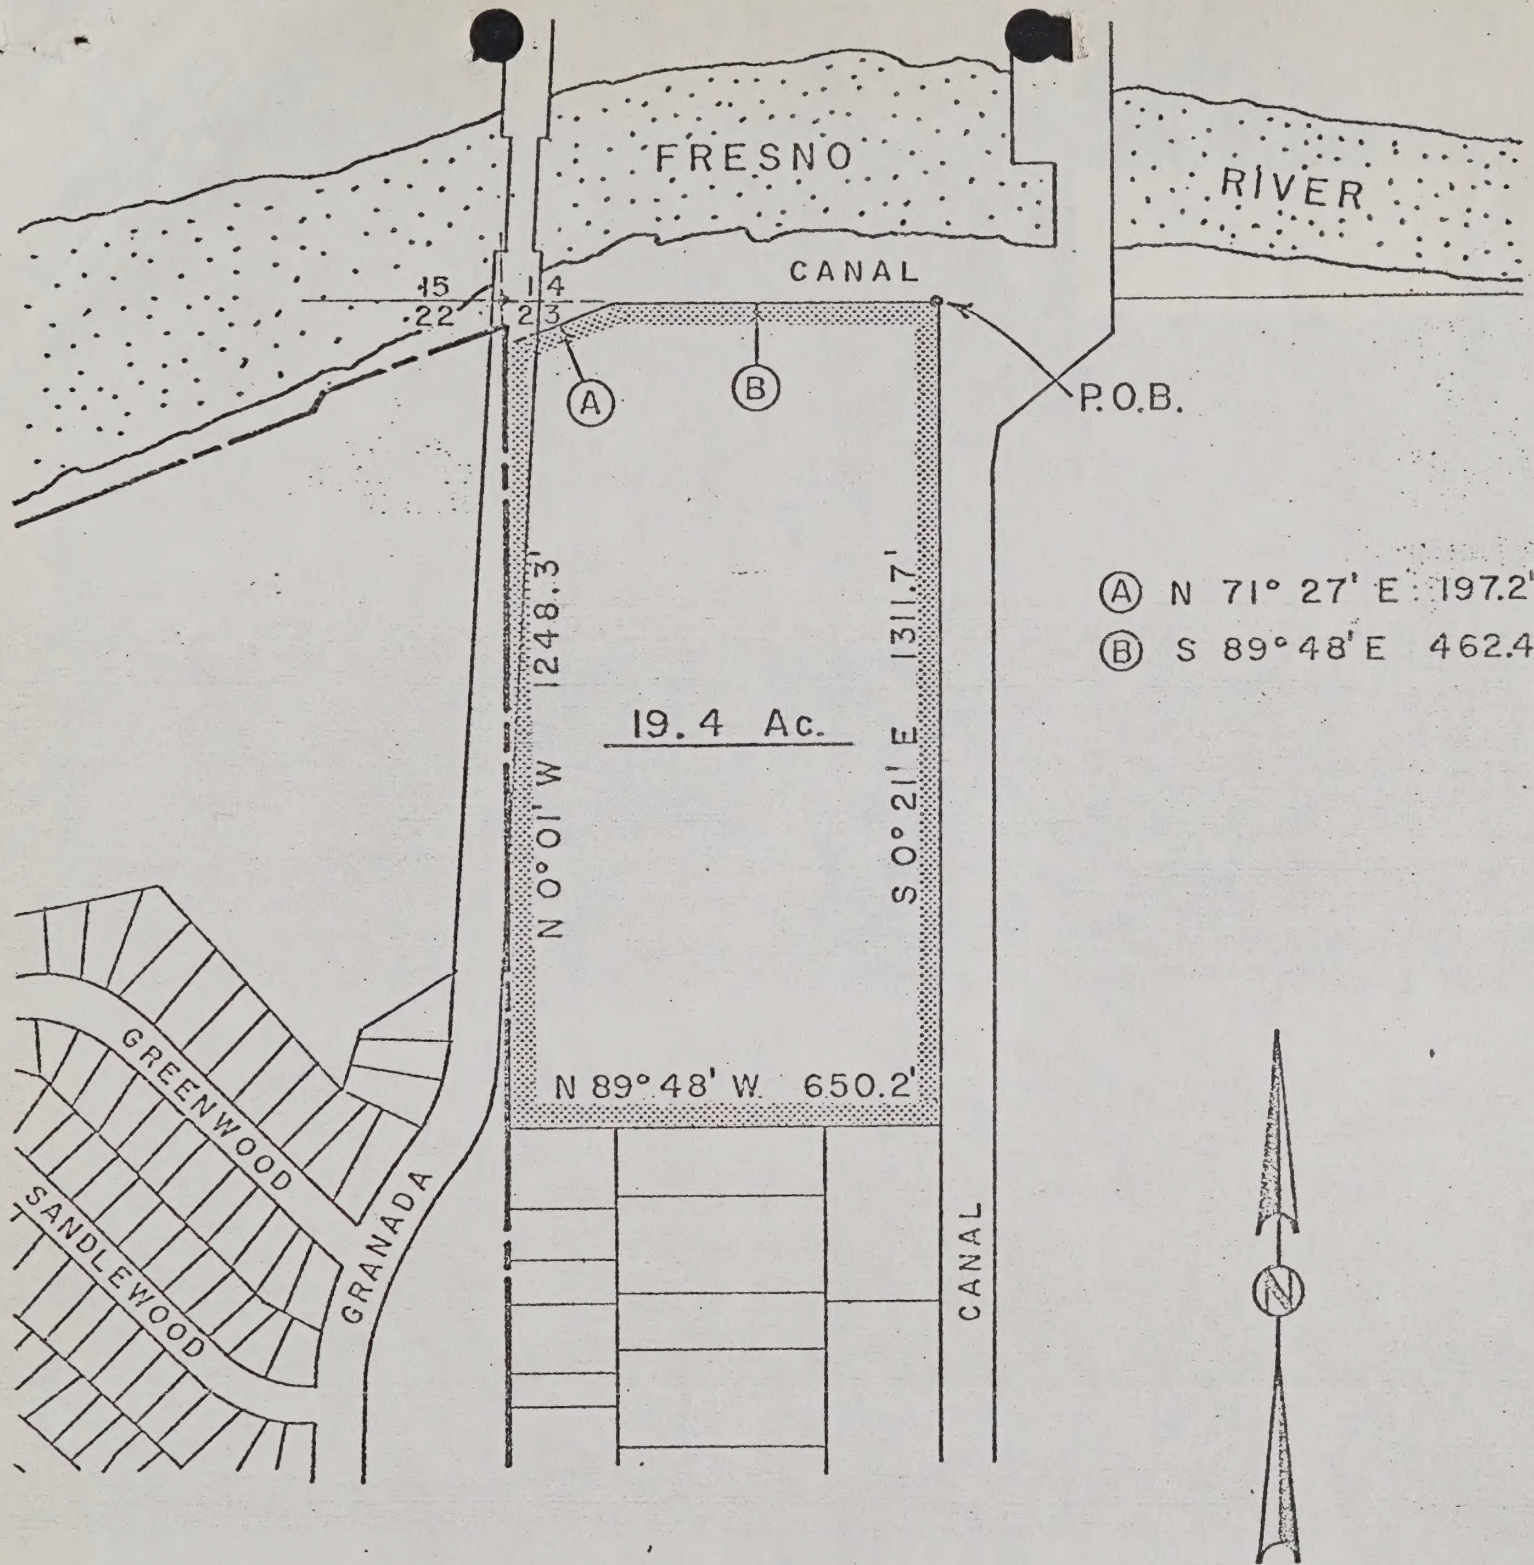 FRESNO
RIVER
CANAL
15 14
22 23
A
B
P.O.B.
A N 71° 27' E 197.2'
B S 89° 48' E 462.4
N 0° 01' W 1248.3'
S 0° 21' E 1311.7'
19.4 Ac.
N 89° 48' W 650.2'
GREENWOOD
SANDLEWOOD
GRANADA
CANAL
N